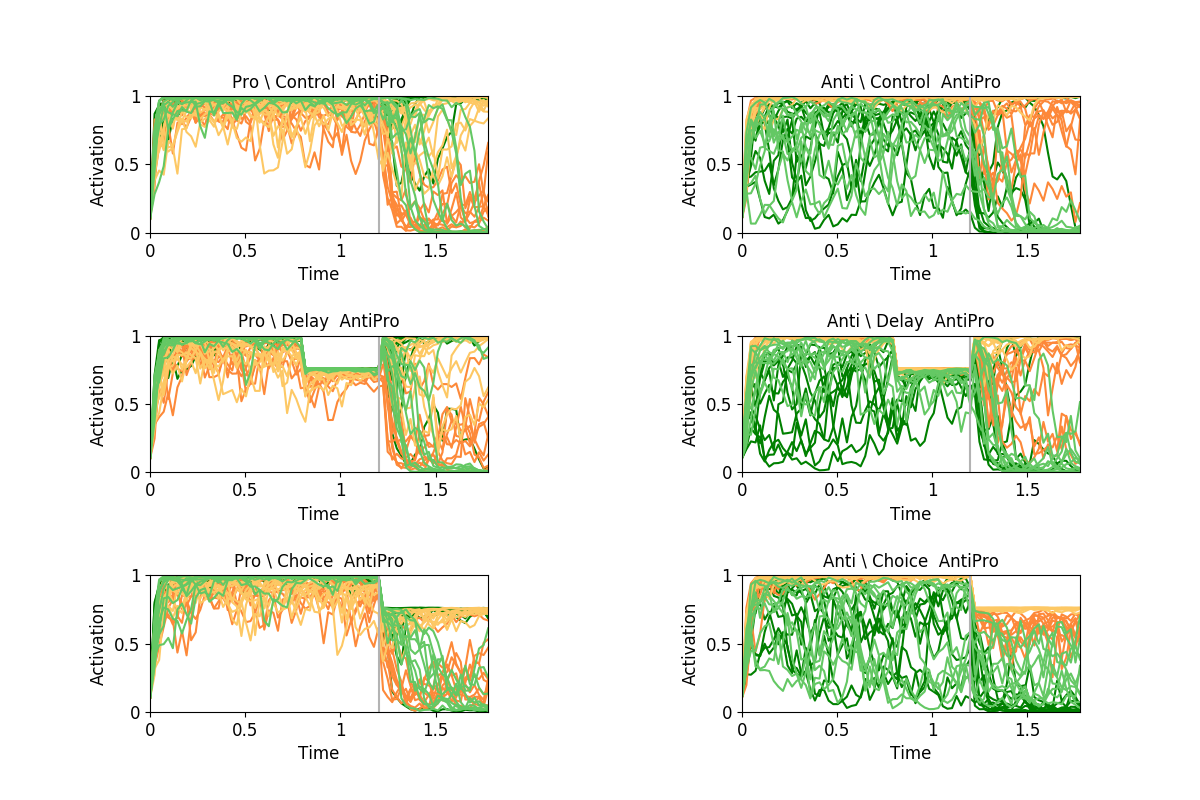 Pro \ Control  AntiPro
Activation
1
0.5
0
0 0.5 1 1.5
Time
Anti \ Control  AntiPro
Activation
1
0.5
0
0 0.5 1 1.5
Time
Pro \ Delay  AntiPro
Activation
1
0.5
0
0 0.5 1 1.5
Time
Anti \ Delay  AntiPro
Activation
1
0.5
0
0 0.5 1 1.5
Time
Pro \ Choice  AntiPro
Activation
1
0.5
0
0 0.5 1 1.5
Time
Anti \ Choice  AntiPro
Activation
1
0.5
0
0 0.5 1 1.5
Time